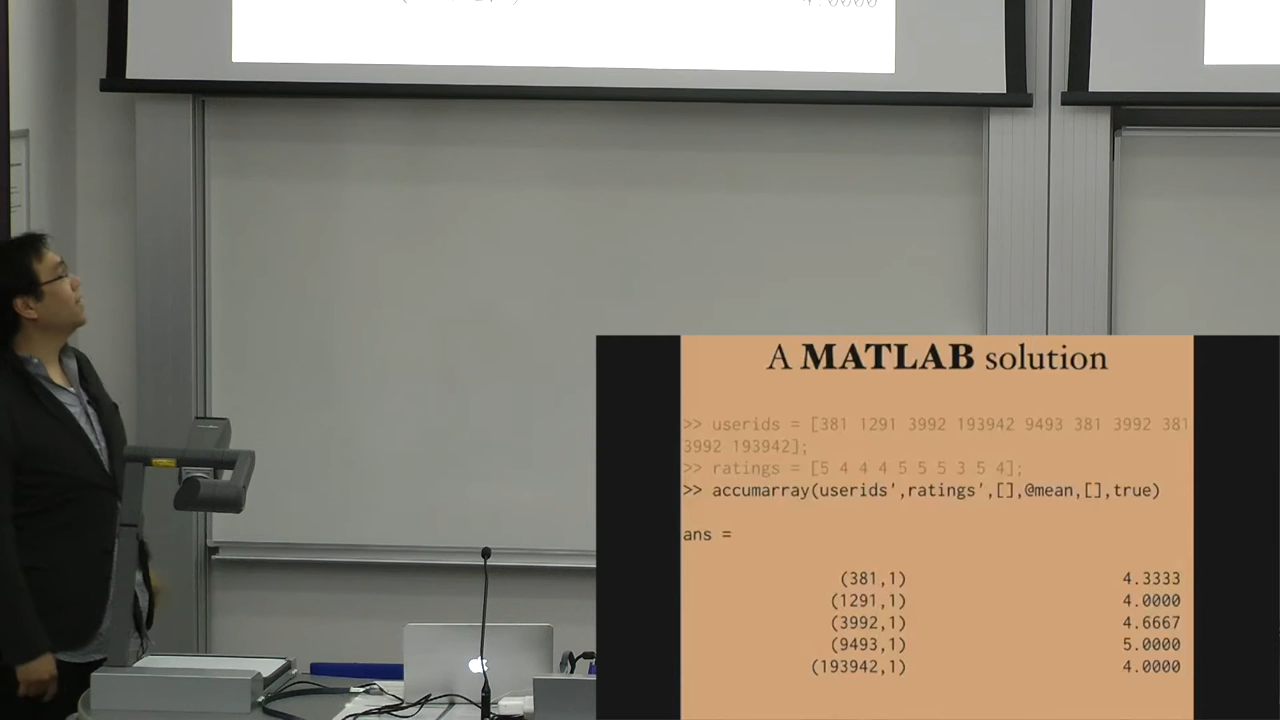 4.0000
A MATLAB solution
>> userids = [381 1291 3992 193942 9493 381 3992 381
3992 193942];
>> ratings = [5 4 4 4 5 5 5 3 5 4];
>> accumarray(userids',ratings',[],@mean,[],true)
ans =
(381,1) 4.3333
(1291,1) 4.0000
(3992,1) 4.6667
(9493,1) 5.0000
(193942,1) 4.0000